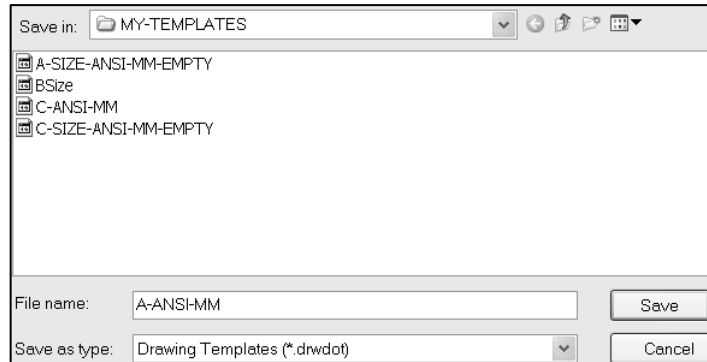 Save in: MY-TEMPLATES
A-SIZE-ANSI-MM-EMPTY
BSize
C-ANSI-MM
C-SIZE-ANSI-MM-EMPTY
File name: A-ANSI-MM Save
Save as type: Drawing Templates (*.drwdot) Cancel